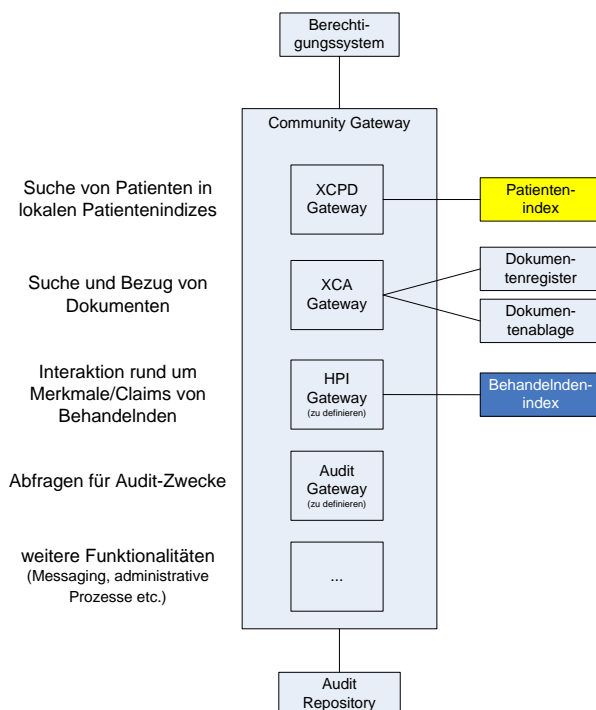 Berechti-
gungssystem
Community Gateway
Suche von Patienten in
lokalen Patientenindizes
XCPD
Gateway
Patienten-
index
Suche und Bezug von
Dokumenten
XCA
Gateway
Dokumen-
tenregister
Dokumen-
tenablage
Interaktion rund um
Merkmale/Claims von
Behandelnden
HPI
Gateway
(zu definieren)
Behandelnden-
index
Abfragen für Audit-Zwecke
Audit
Gateway
(zu definieren)
weitere Funktionalitäten
(Messaging, administrative
Prozesse etc.)
...
Audit
Repository